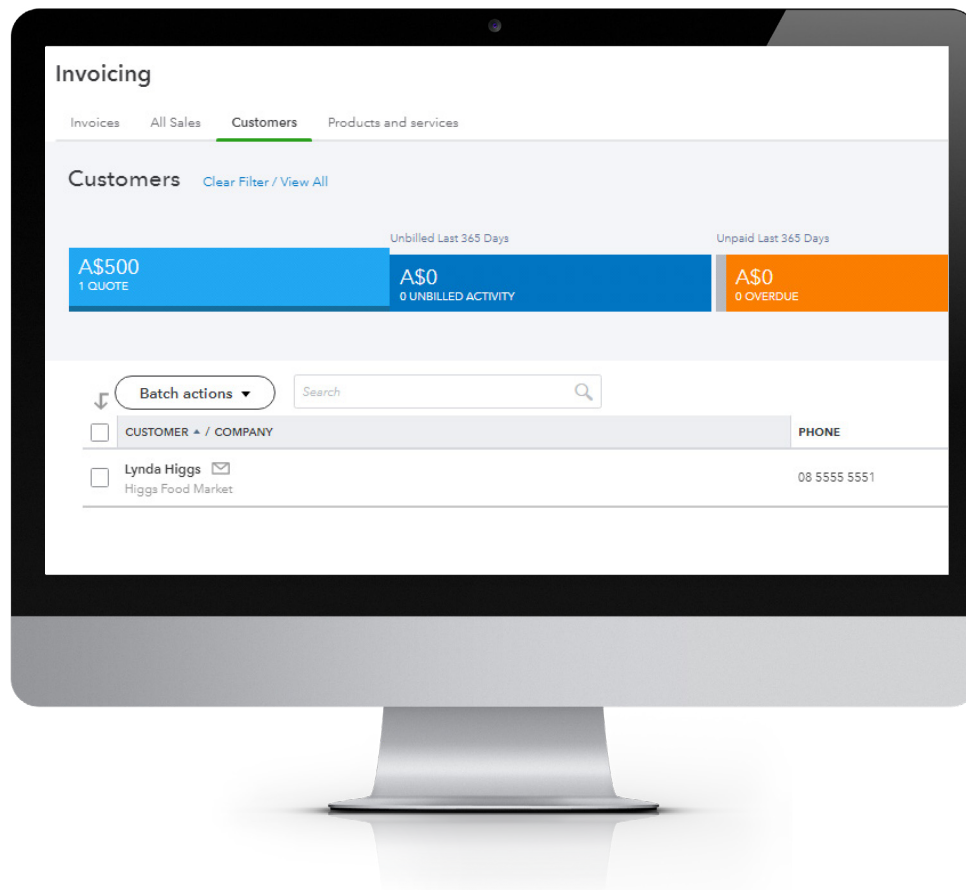 Invoicing
Invoices All Sales Customers Products and services
Customers Clear Filter / View All
Unbilled Last 365 Days Unpaid Last 365 Days
A$500 A$0 A$0
1 QUOTE 0 UNBILLED ACTIVITY 0 OVERDUE
Batch actions Search
CUSTOMER / COMPANY PHONE
Lynda Higgs 08 5555 5551
Higgs Food Market